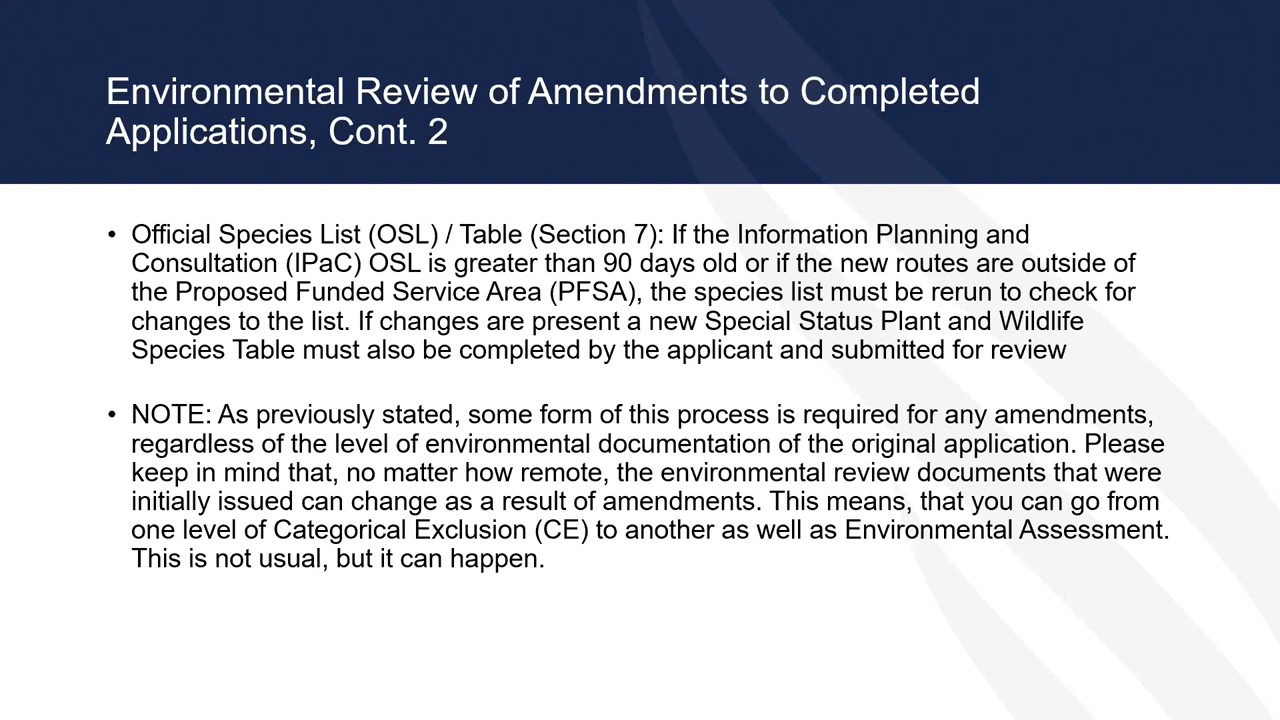 Environmental Review of Amendments to Completed
Applications, Cont. 2
• Official Species List (OSL) / Table (Section 7): If the Information Planning and
Consultation (IPaC) OSL is greater than 90 days old or if the new routes are outside of
the Proposed Funded Service Area (PFSA), the species list must be rerun to check for
changes to the list. If changes are present a new Special Status Plant and Wildlife
Species Table must also be completed by the applicant and submitted for review
• NOTE: As previously stated, some form of this process is required for any amendments,
regardless of the level of environmental documentation of the original application. Please
keep in mind that, no matter how remote, the environmental review documents that were
initially issued can change as a result of amendments. This means, that you can go from
one level of Categorical Exclusion (CE) to another as well as Environmental Assessment.
This is not usual, but it can happen.